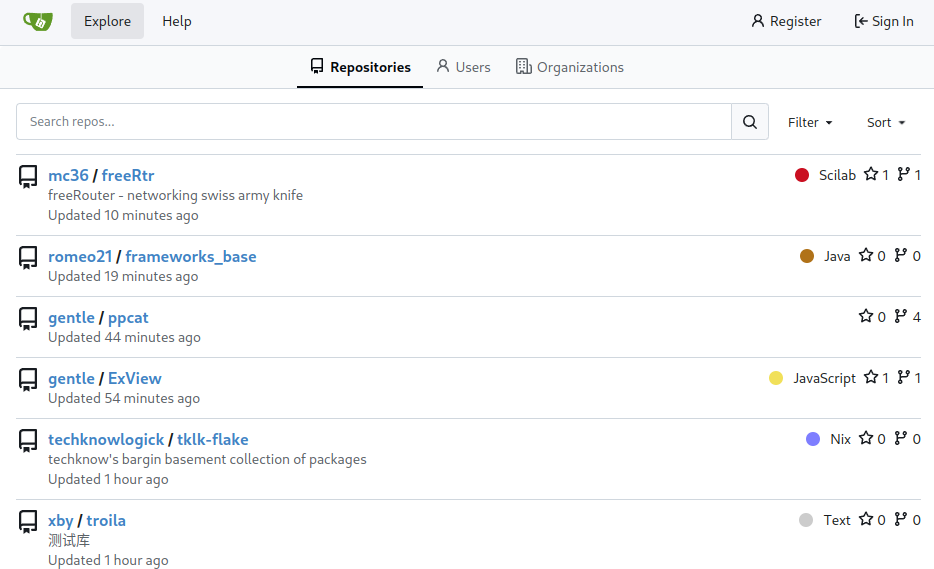 Explore Help Register Sign In
Repositories Users Organizations
Search repos... Filter Sort
mc36 / freeRtr Scilab 1 1
freeRouter - networking swiss army knife
Updated 10 minutes ago
romeo21 / frameworks_base Java 0 0
Updated 19 minutes ago
gentle / ppcat 0 4
Updated 44 minutes ago
gentle / ExView JavaScript 1 1
Updated 54 minutes ago
techknowlogick / tklk-flake Nix 0 0
techknow's bargin basement collection of packages
Updated 1 hour ago
xby / troila Text 0 0
测试库
Updated 1 hour ago